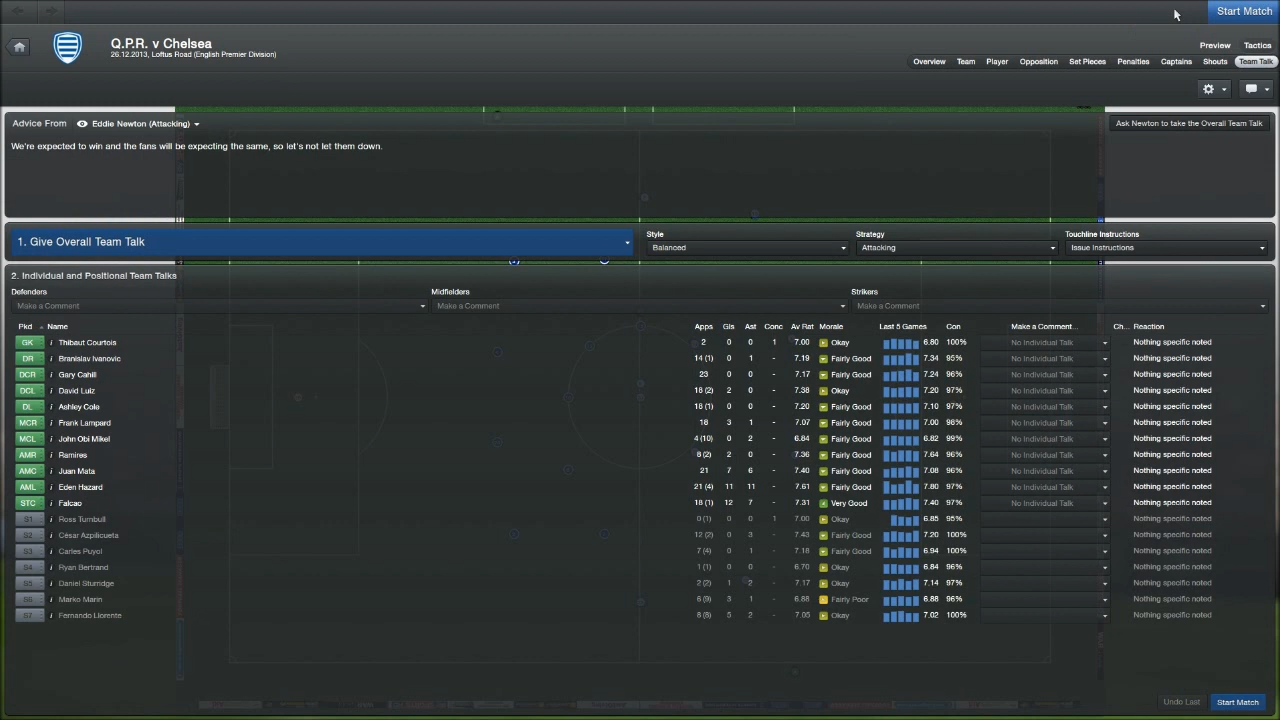 Start Match
Q.P.R. v Chelsea
26.12.2013, Loftus Road (English Premier Division)
Preview Tactics
Overview Team Player Opposition Set Pieces Penalties Captains Shouts Team Talk
Advice From Eddie Newton (Attacking)
Ask Newton to take the Overall Team Talk
We're expected to win and the fans will be expecting the same, so let's not let them down.
1. Give Overall Team Talk
Style Strategy Touchline Instructions
Balanced Attacking Issue Instructions
2. Individual and Positional Team Talks
Defenders Midfielders Strikers
Make a Comment Make a Comment Make a Comment
Pkd Name Apps Gls Ast Conc Av Rat Morale Last 5 Games Con Make a Comment... Ch... Reaction
GK i Thibaut Courtois 2 0 0 1 7.00 Okay 6.80 100% No Individual Talk Nothing specific noted
DR i Branislav Ivanovic 14 (1) 0 1 - 7.19 Fairly Good 7.34 95% No Individual Talk Nothing specific noted
DCR i Gary Cahill 23 0 0 - 7.17 Fairly Good 7.24 96% No Individual Talk Nothing specific noted
DCL i David Luiz 18 (2) 2 0 - 7.38 Okay 7.20 97% No Individual Talk Nothing specific noted
DL i Ashley Cole 18 (1) 0 2 - 7.20 Fairly Good 7.10 97% No Individual Talk Nothing specific noted
MCR i Frank Lampard 18 3 1 - 7.07 Fairly Good 7.00 98% No Individual Talk Nothing specific noted
MCL i John Obi Mikel 4 (10) 0 2 - 6.84 Fairly Good 6.82 99% No Individual Talk Nothing specific noted
AMR i Ramires 8 (2) 2 0 - 7.36 Fairly Good 7.64 96% No Individual Talk Nothing specific noted
AMC i Juan Mata 21 7 6 - 7.40 Fairly Good 7.08 96% No Individual Talk Nothing specific noted
AML i Eden Hazard 21 (4) 11 11 - 7.61 Fairly Good 7.80 97% No Individual Talk Nothing specific noted
STC i Falcao 18 (1) 12 7 - 7.31 Very Good 7.40 97% No Individual Talk Nothing specific noted
S1 i Ross Turnbull 0 (1) 0 0 1 7.00 Okay 6.85 95% Nothing specific noted
S2 i César Azpilicueta 12 (2) 0 3 - 7.43 Fairly Good 7.20 100% Nothing specific noted
S3 i Carles Puyol 7 (4) 0 1 - 7.18 Fairly Good 6.94 100% Nothing specific noted
S4 i Ryan Bertrand 1 (1) 0 0 - 6.70 Okay 6.84 96% Nothing specific noted
S5 i Daniel Sturridge 2 (2) 1 2 - 7.17 Okay 7.14 97% Nothing specific noted
S6 i Marko Marin 6 (9) 3 1 - 6.88 Fairly Poor 6.88 96% Nothing specific noted
S7 i Fernando Llorente 8 (8) 5 2 - 7.05 Okay 7.02 100% Nothing specific noted
Undo Last Start Match